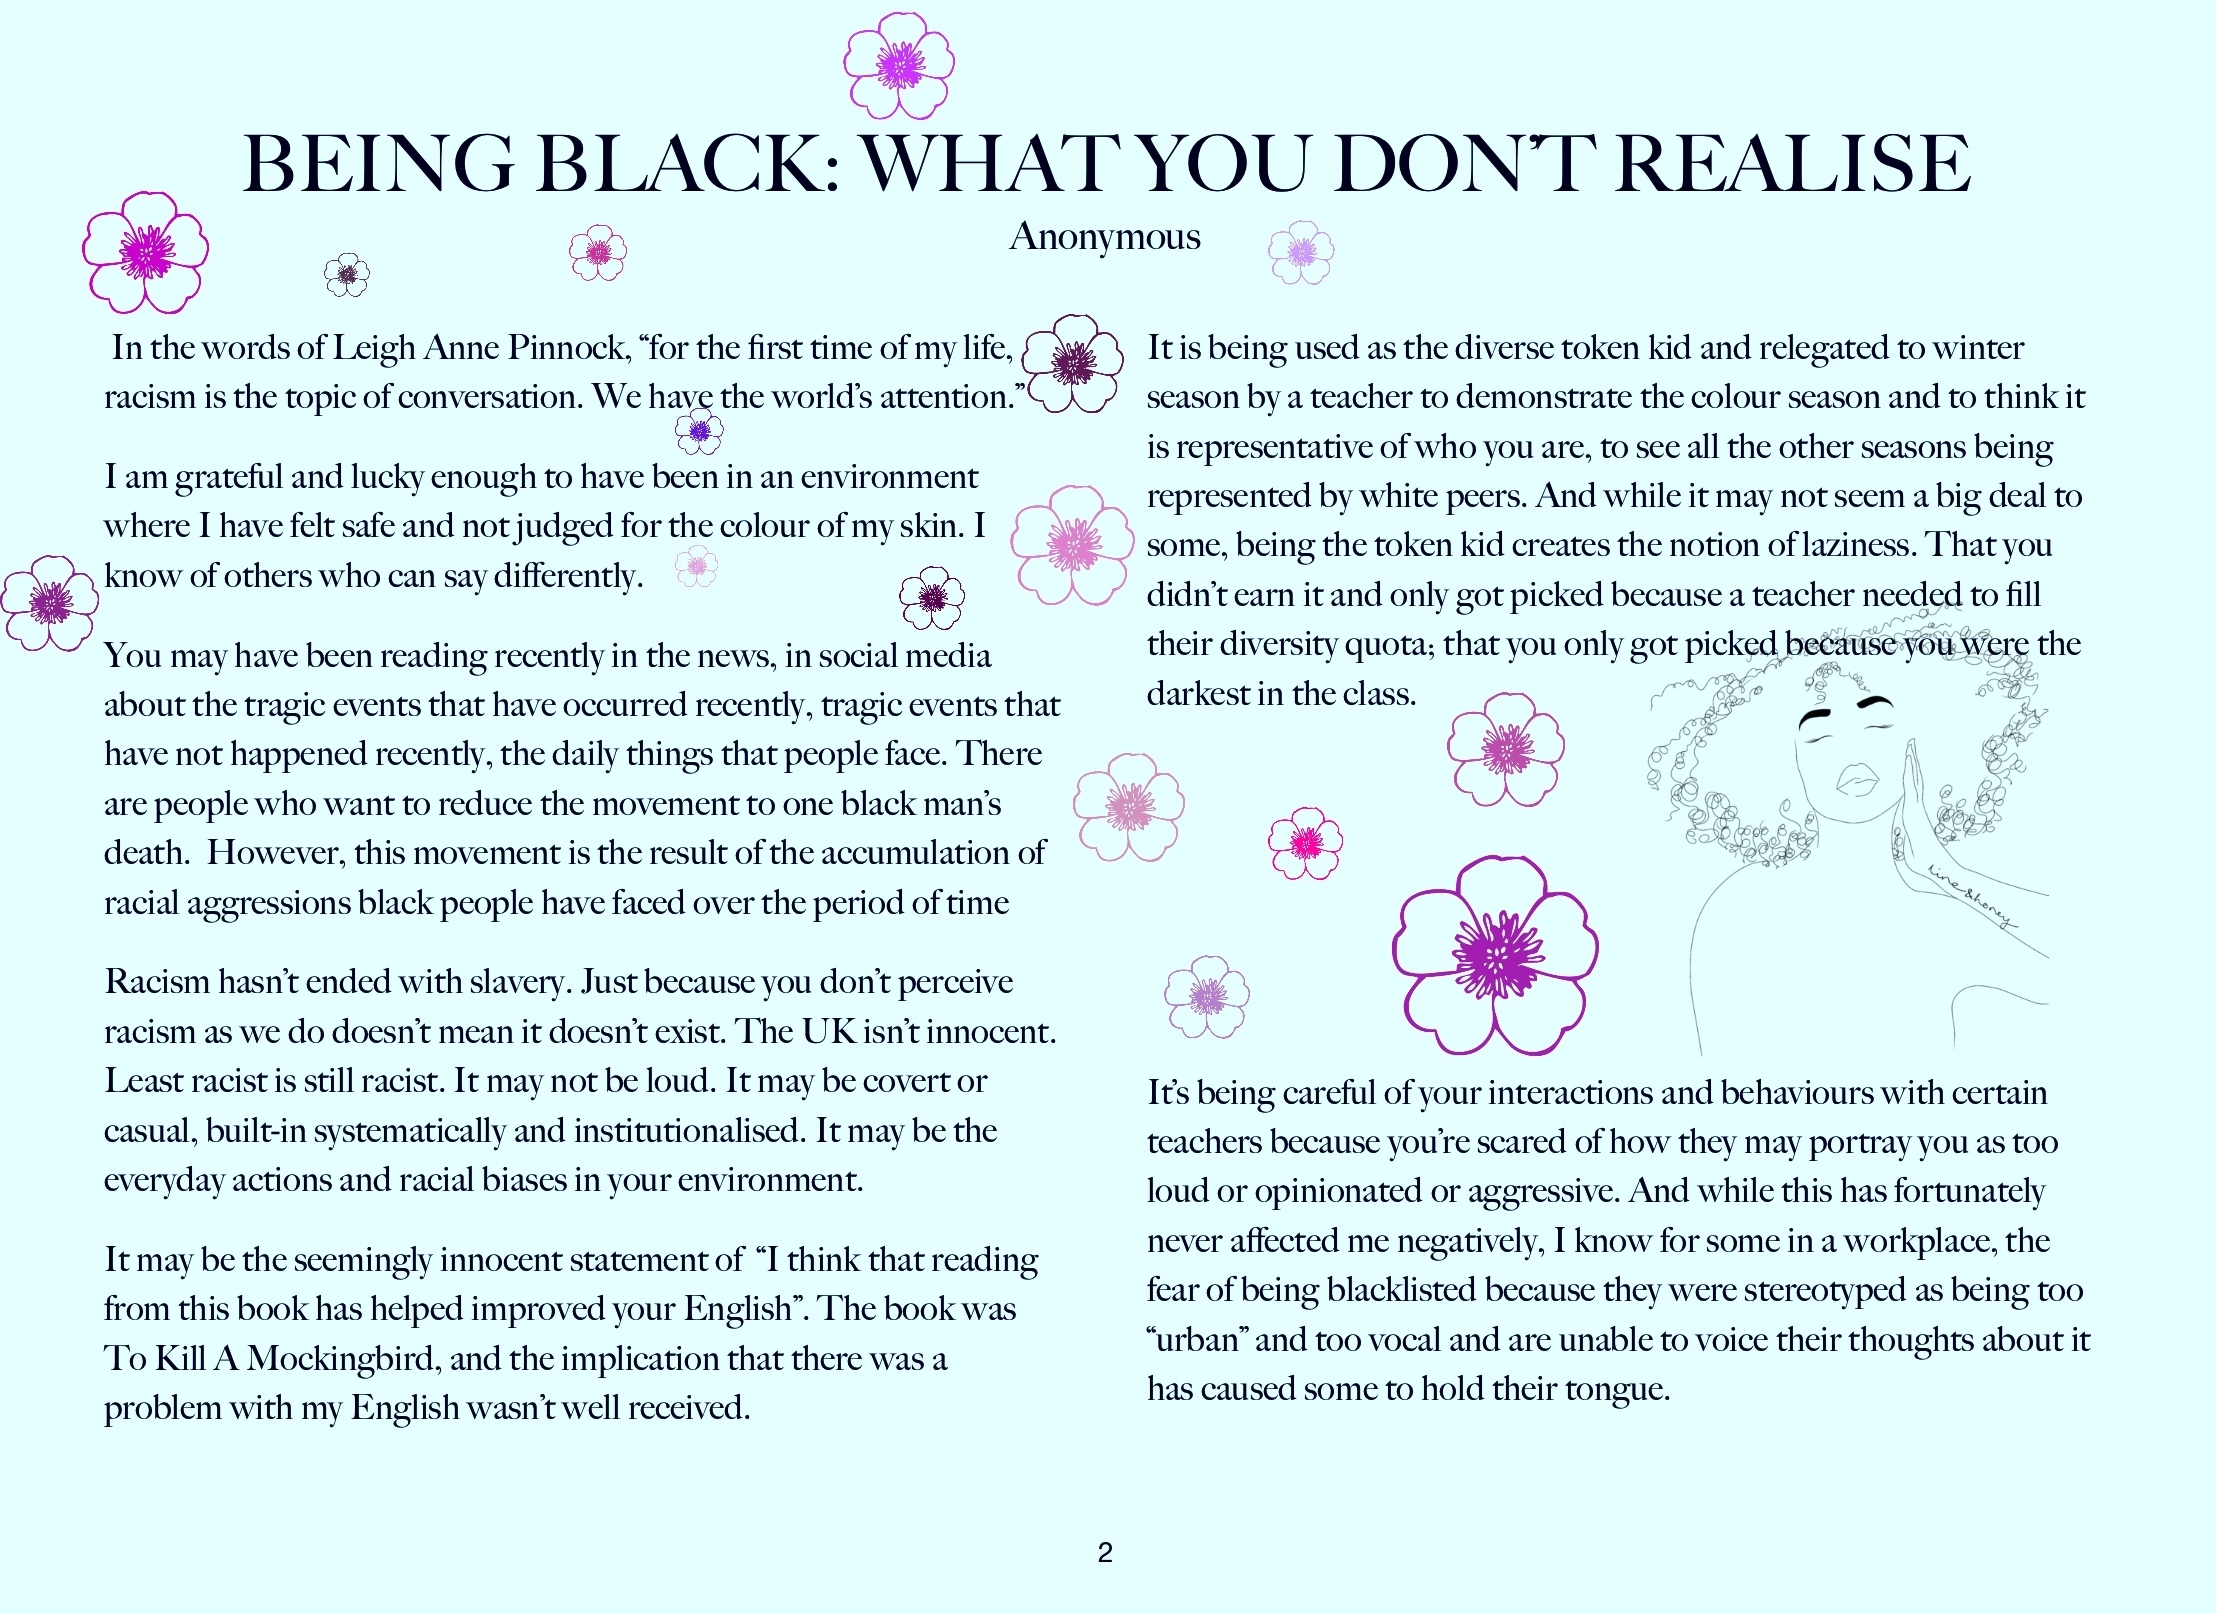 BEING BLACK: WHAT YOU DON'T REALISE
Anonymous
In the words of Leigh Anne Pinnock, “for the first time of my life,
racism is the topic of conversation. We have the world’s attention.”
I am grateful and lucky enough to have been in an environment
where I have felt safe and not judged for the colour of my skin. I
know of others who can say differently.
You may have been reading recently in the news, in social media
about the tragic events that have occurred recently, tragic events that
have not happened recently, the daily things that people face. There
are people who want to reduce the movement to one black man’s
death.  However, this movement is the result of the accumulation of
racial aggressions black people have faced over the period of time
Racism hasn’t ended with slavery. Just because you don’t perceive
racism as we do doesn’t mean it doesn’t exist. The UK isn’t innocent.
Least racist is still racist. It may not be loud. It may be covert or
casual, built-in systematically and institutionalised. It may be the
everyday actions and racial biases in your environment.
It may be the seemingly innocent statement of  “I think that reading
from this book has helped improved your English”. The book was
To Kill A Mockingbird, and the implication that there was a
problem with my English wasn’t well received.
It is being used as the diverse token kid and relegated to winter
season by a teacher to demonstrate the colour season and to think it
is representative of who you are, to see all the other seasons being
represented by white peers. And while it may not seem a big deal to
some, being the token kid creates the notion of laziness. That you
didn’t earn it and only got picked because a teacher needed to fill
their diversity quota; that you only got picked because you were the
darkest in the class.
line&honey
It’s being careful of your interactions and behaviours with certain
teachers because you’re scared of how they may portray you as too
loud or opinionated or aggressive. And while this has fortunately
never affected me negatively, I know for some in a workplace, the
fear of being blacklisted because they were stereotyped as being too
“urban” and too vocal and are unable to voice their thoughts about it
has caused some to hold their tongue.
2